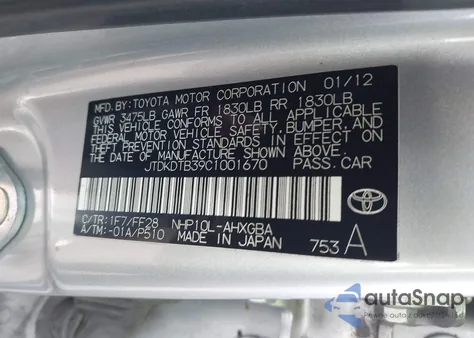 MFD. BY: TOYOTA MOTOR CORPORATION 01/12
GVWR 3475LB GAWR FR 1830LB RR 1830LB
THIS VEHICLE CONFORMS TO ALL APPLICABLE
FEDERAL MOTOR VEHICLE SAFETY, BUMPER, AND
THEFT PREVENTION STANDARDS IN EFFECT ON
THE DATE OF MANUFACTURE SHOWN ABOVE.
JTDKDTB39C1001670 PASS. CAR
C/TR: 1F7/FF28 NHP10L-AHXGBA
A/TM: -01A/P510 MADE IN JAPAN 753 A
TOYOTA
autoSnap